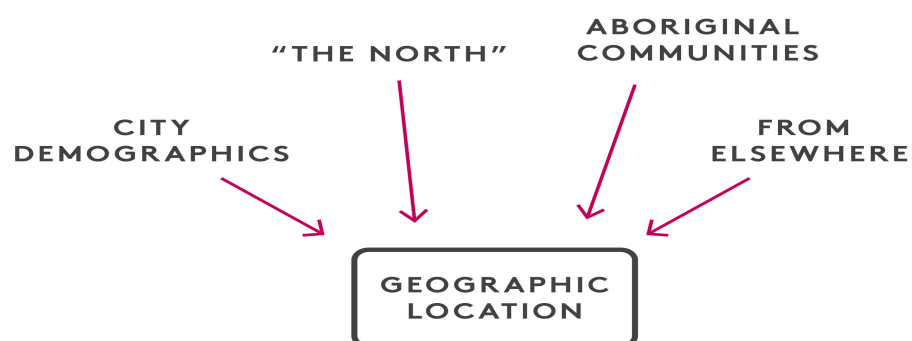 ABORIGINAL
COMMUNITIES
"THE NORTH"
CITY
DEMOGRAPHICS
FROM
ELSEWHERE
GEOGRAPHIC
LOCATION